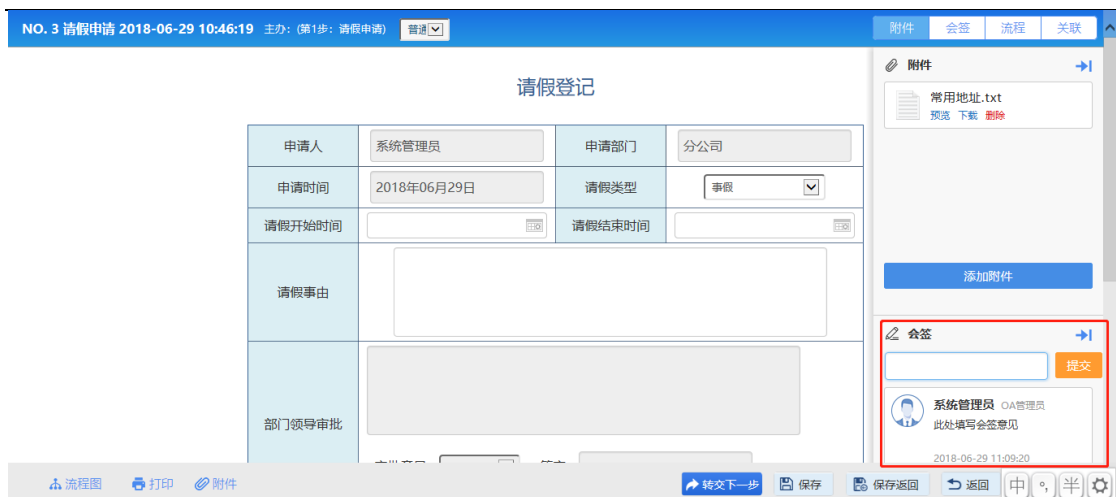 NO. 3 请假申请 2018-06-29 10:46:19 主办: (第1步: 请假申请) 普通
附件 会签 流程 关联
请假登记
申请人 系统管理员 申请部门 分公司
申请时间 2018年06月29日 请假类型 事假
请假开始时间 请假结束时间
请假事由
部门领导审批
附件
常用地址.txt
预览 下载 删除
添加附件
会签
提交
系统管理员 OA管理员
此处填写会签意见
2018-06-29 11:09:20
流程图 打印 附件 转交下一步 保存 保存返回 返回 中 °, 半